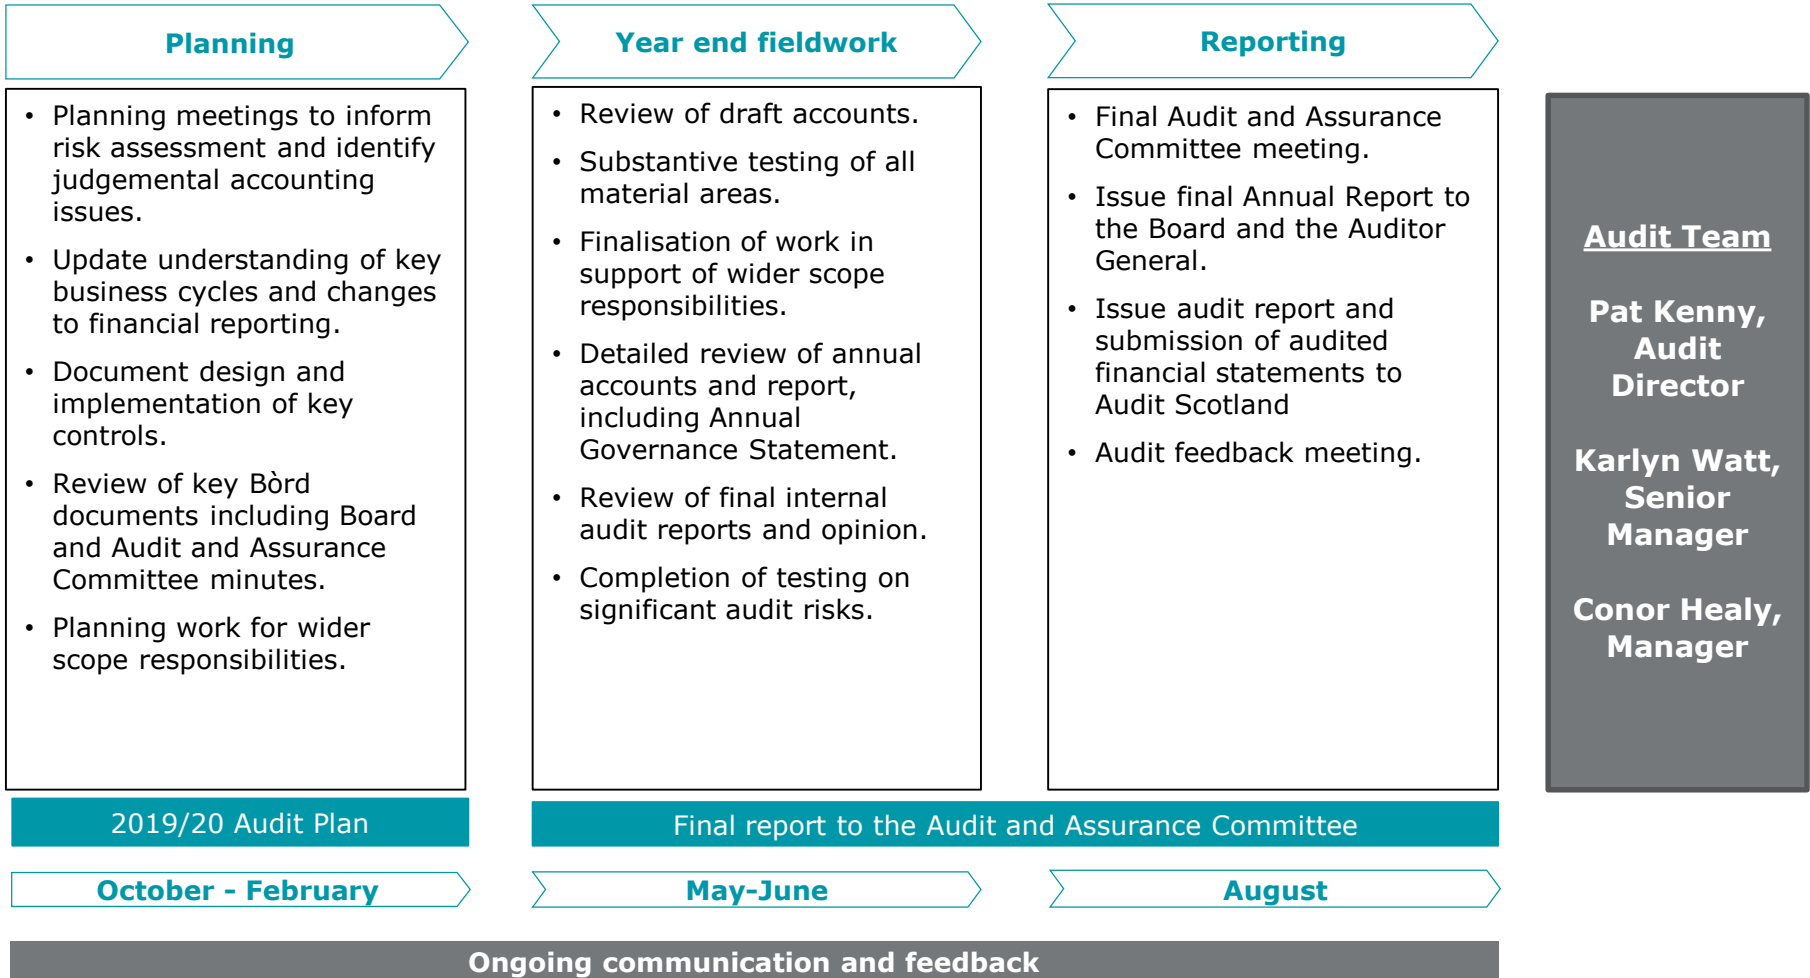 Planning
Year end fieldwork
Reporting
• Planning meetings to inform
risk assessment and identify
judgemental accounting
issues.
• Update understanding of key
business cycles and changes
to financial reporting.
• Document design and
implementation of key
controls.
• Review of key Bòrd
documents including Board
and Audit and Assurance
Committee minutes.
• Planning work for wider
scope responsibilities.
• Review of draft accounts.
• Substantive testing of all
material areas.
• Finalisation of work in
support of wider scope
responsibilities.
• Detailed review of annual
accounts and report,
including Annual
Governance Statement.
• Review of final internal
audit reports and opinion.
• Completion of testing on
significant audit risks.
• Final Audit and Assurance
Committee meeting.
• Issue final Annual Report to
the Board and the Auditor
General.
• Issue audit report and
submission of audited
financial statements to
Audit Scotland
• Audit feedback meeting.
Audit Team
Pat Kenny,
Audit
Director
Karlyn Watt,
Senior
Manager
Conor Healy,
Manager
2019/20 Audit Plan
Final report to the Audit and Assurance Committee
October - February
May-June
August
Ongoing communication and feedback